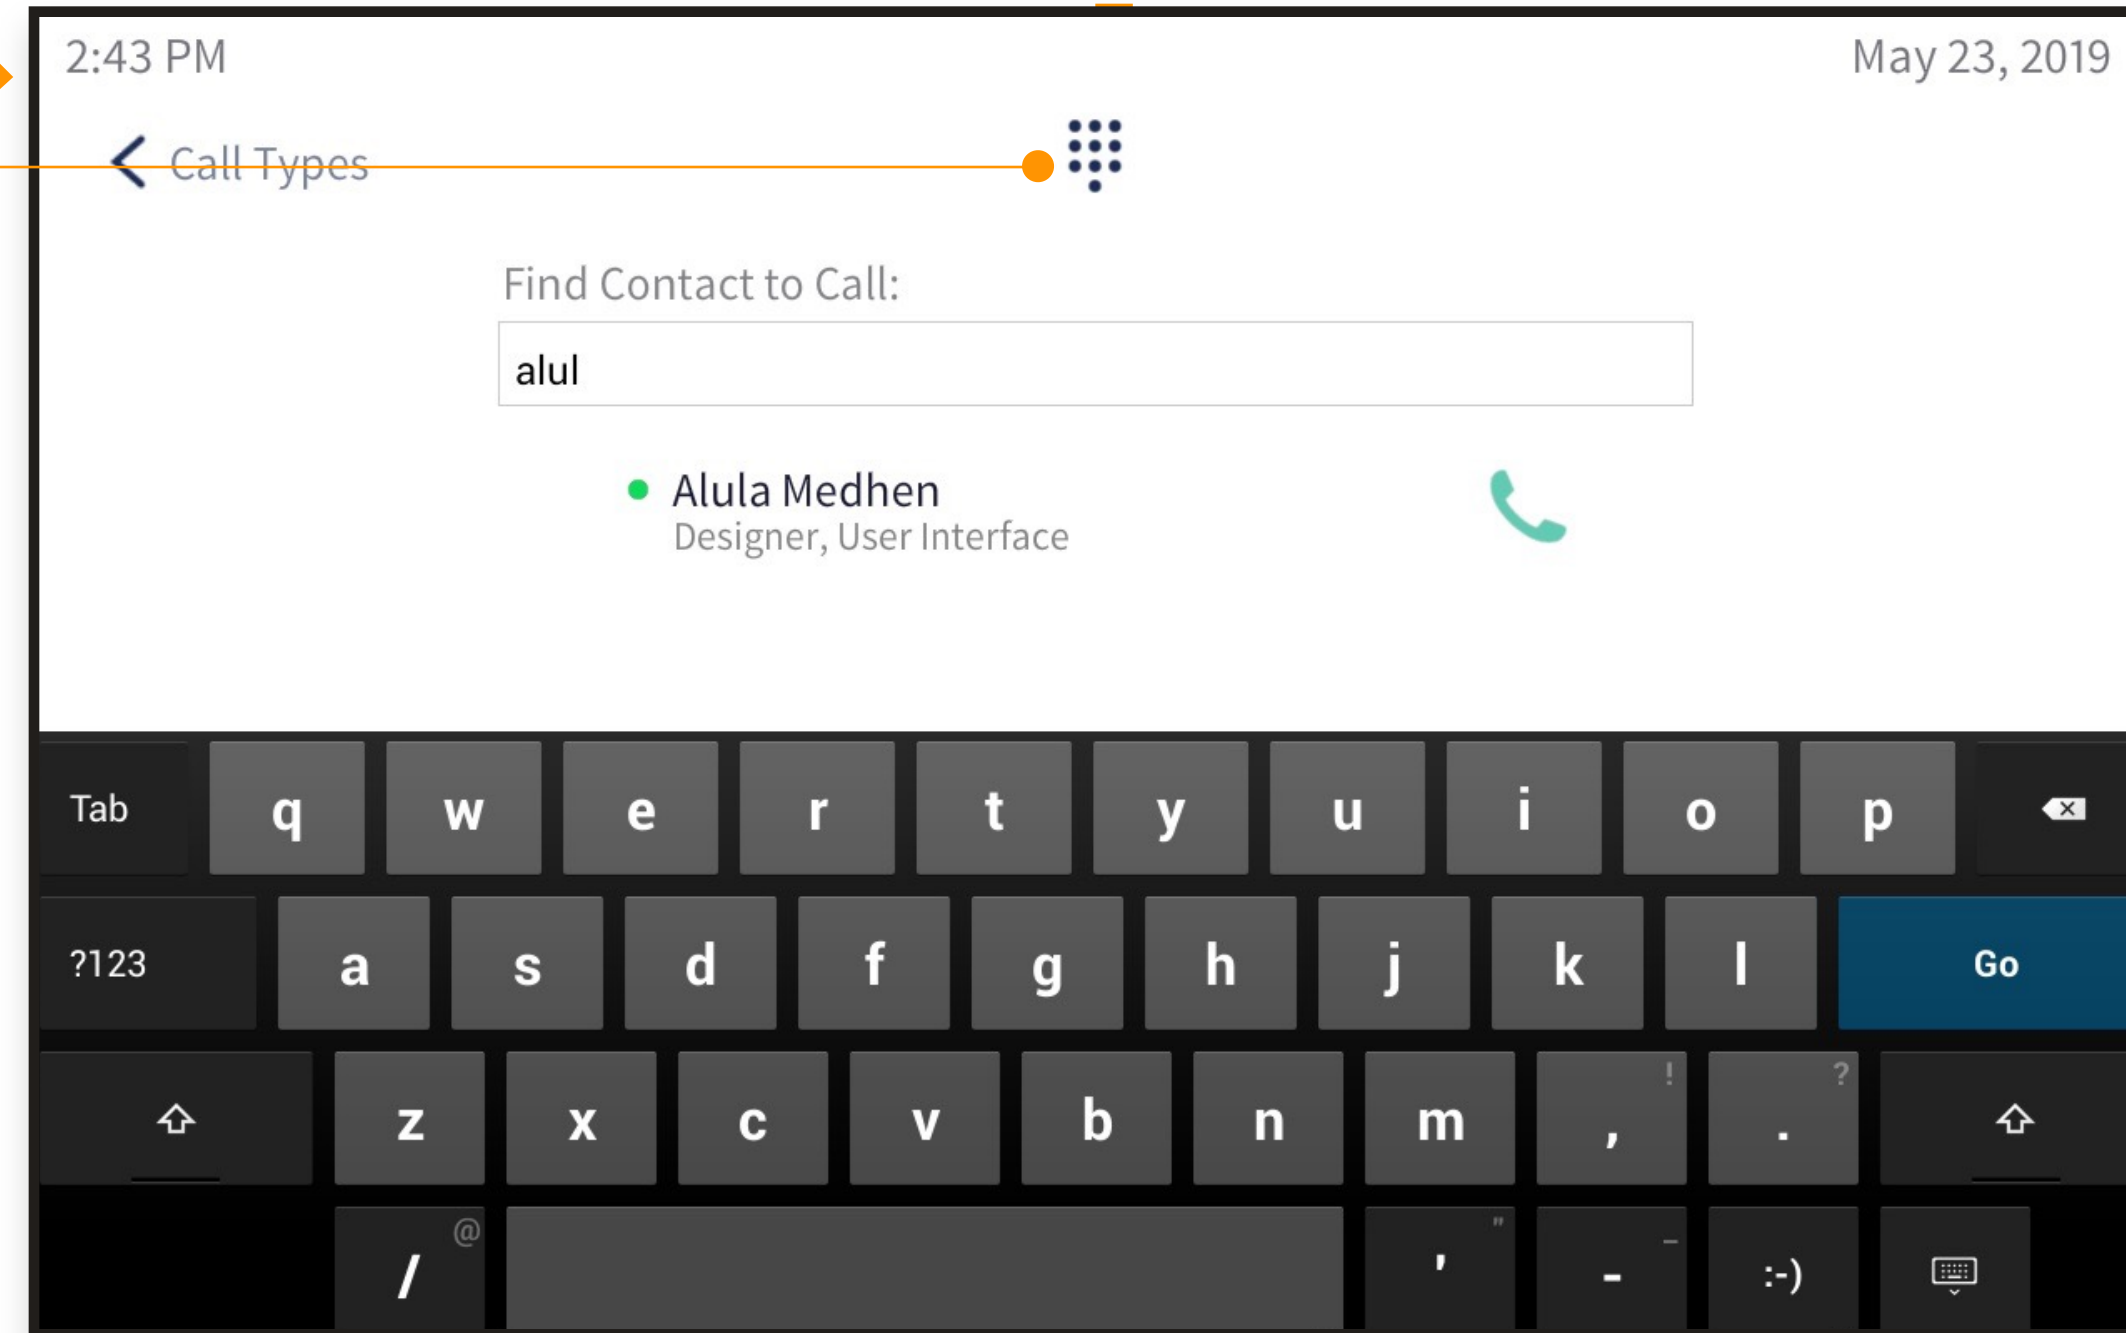 2:43 PM
May 23, 2019
Call Types
Find Contact to Call:
alul
Alula Medhen
Designer, User Interface
Tab q w e r t y u i o p
?123 a s d f g h j k l Go
! ?
z x c v b n m , .
@ " _
/ ' - :-)